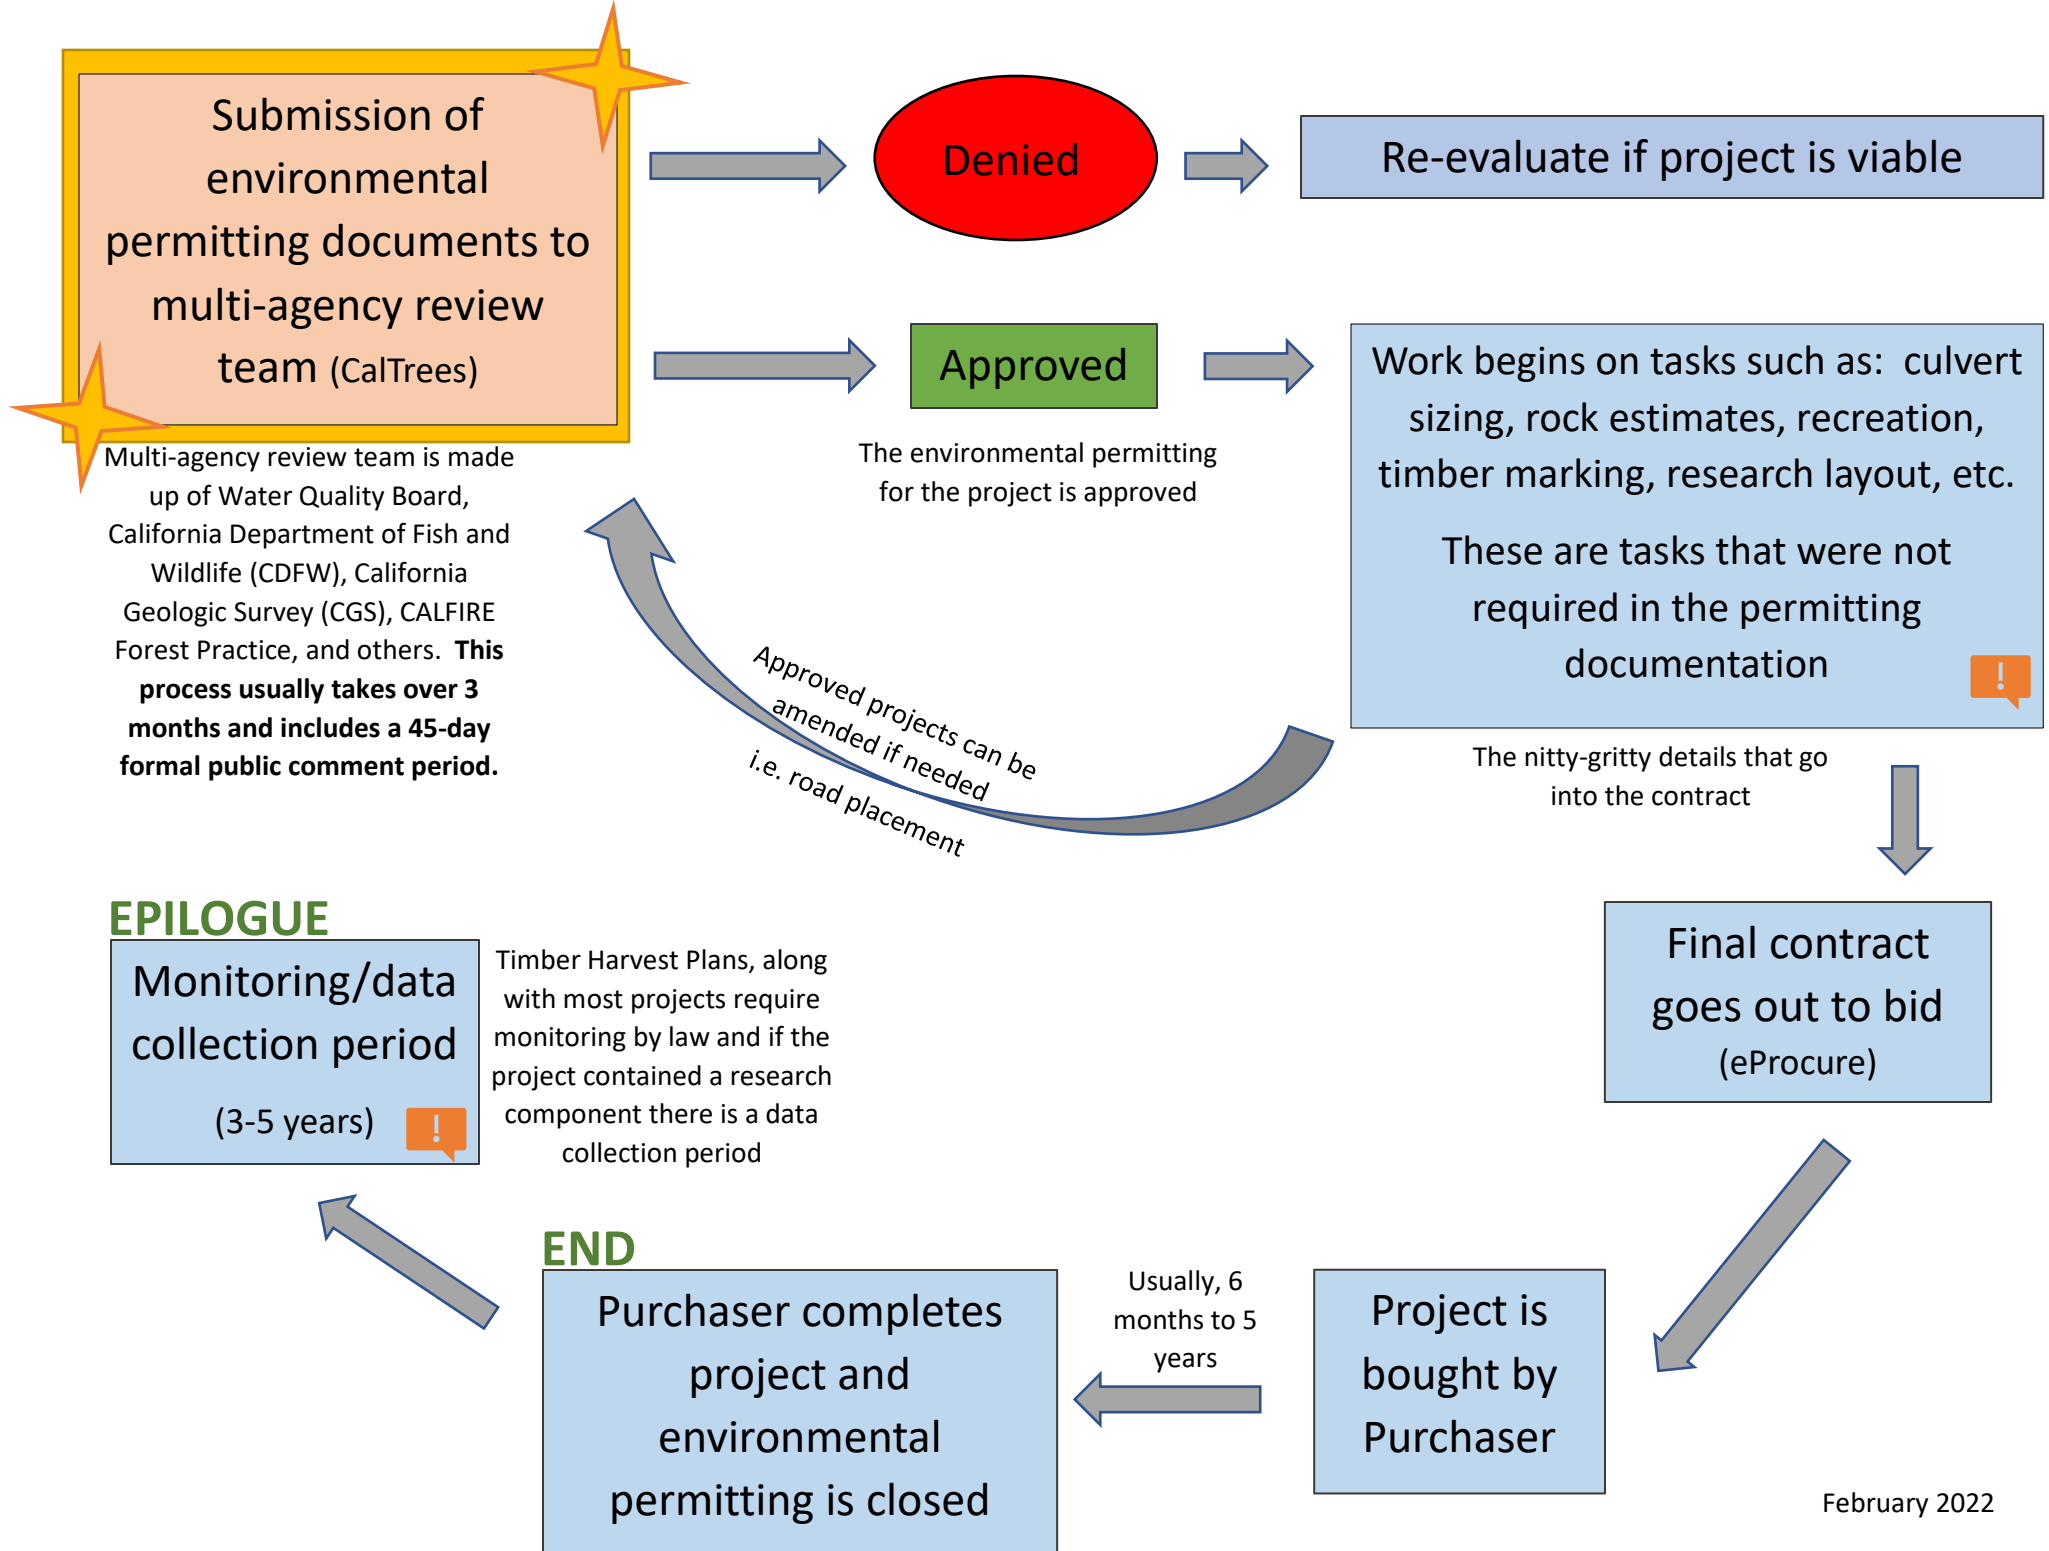 Submission of
environmental
permitting documents to
multi-agency review
team (CalTrees)
Denied
Re-evaluate if project is viable
Approved
The environmental permitting
for the project is approved
Work begins on tasks such as:  culvert
sizing, rock estimates, recreation,
timber marking, research layout, etc.
These are tasks that were not
required in the permitting
documentation
!
The nitty-gritty details that go
into the contract
Multi-agency review team is made
up of Water Quality Board,
California Department of Fish and
Wildlife (CDFW), California
Geologic Survey (CGS), CALFIRE
Forest Practice, and others.  This
process usually takes over 3
months and includes a 45-day
formal public comment period.
Approved projects can be
amended if needed
i.e. road placement
Final contract
goes out to bid
(eProcure)
EPILOGUE
Monitoring/data
collection period
(3-5 years)
!
Timber Harvest Plans, along
with most projects require
monitoring by law and if the
project contained a research
component there is a data
collection period
END
Purchaser completes
project and
environmental
permitting is closed
Usually, 6
months to 5
years
Project is
bought by
Purchaser
February 2022